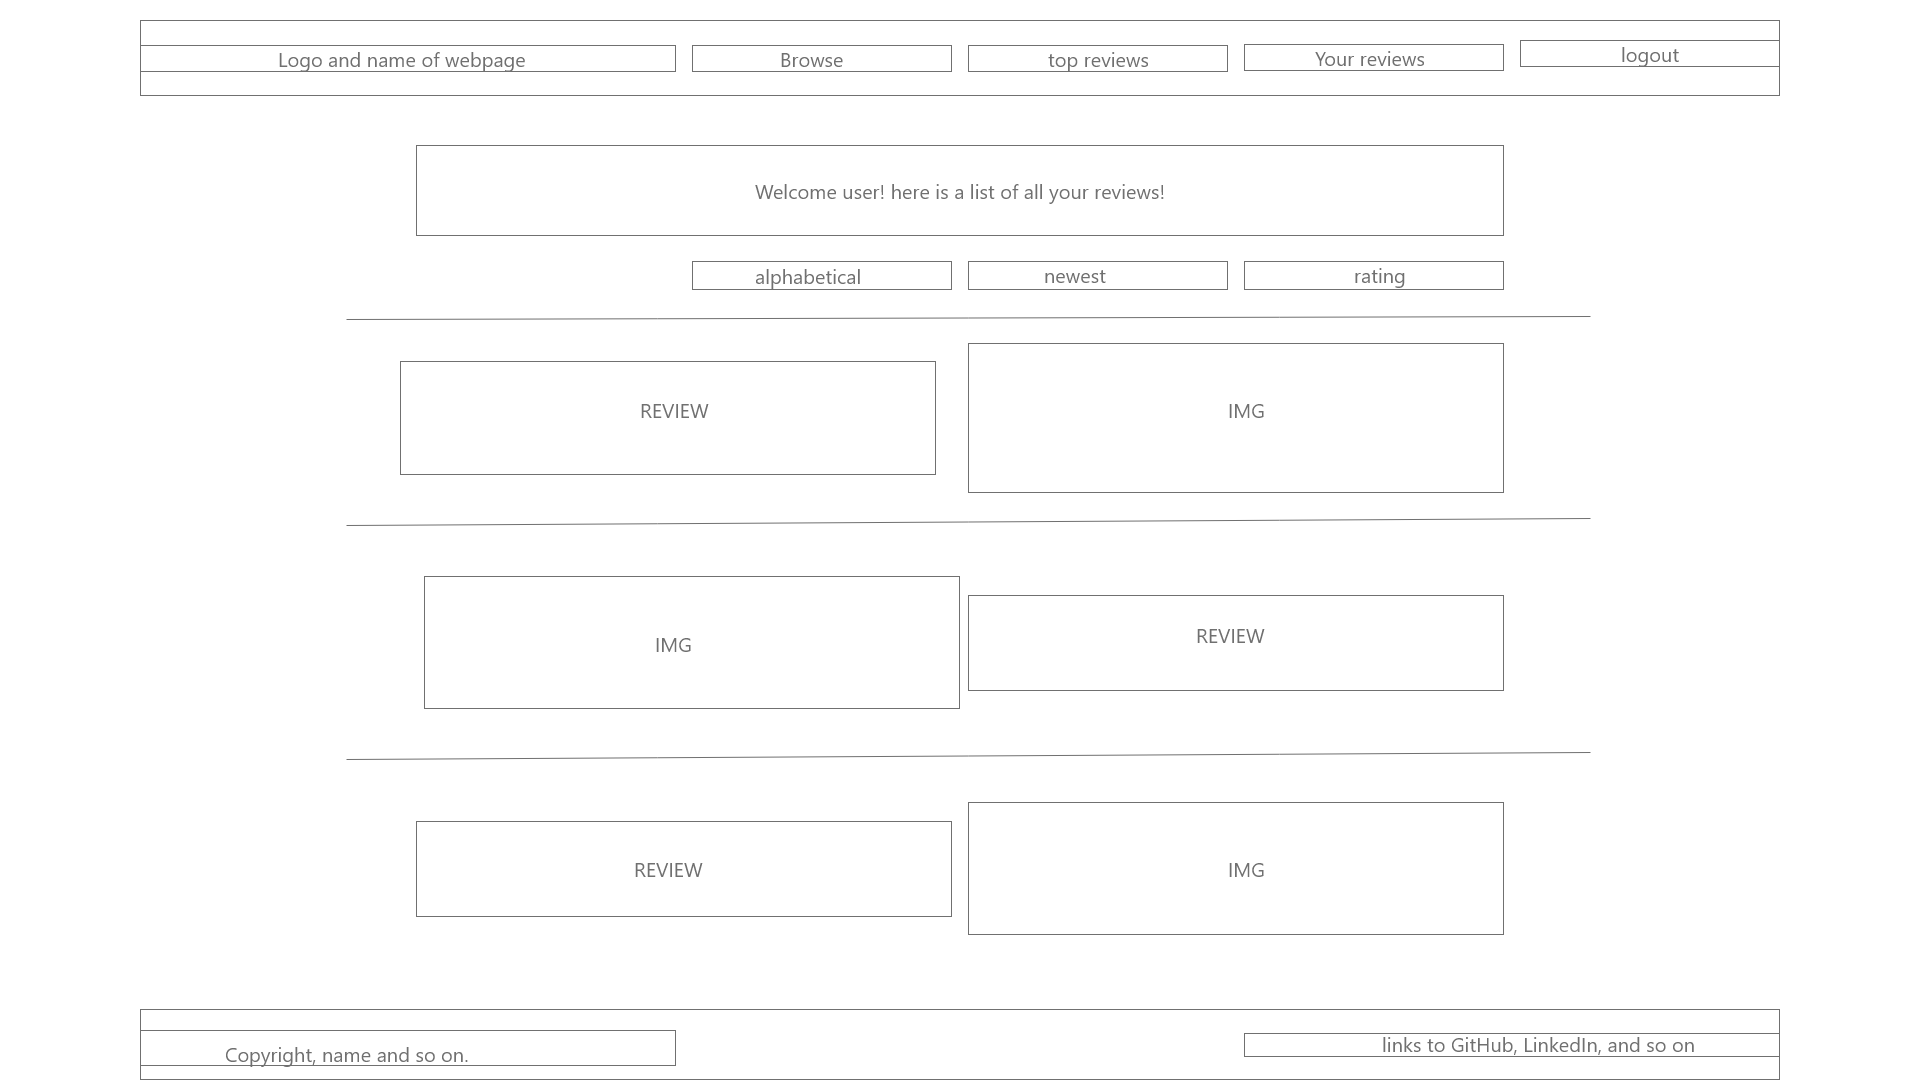 Logo and name of webpage
Browse
top reviews
Your reviews
logout
Welcome user! here is a list of all your reviews!
alphabetical
newest
rating
REVIEW
IMG
IMG
REVIEW
REVIEW
IMG
Copyright, name and so on.
links to GitHub, LinkedIn, and so on